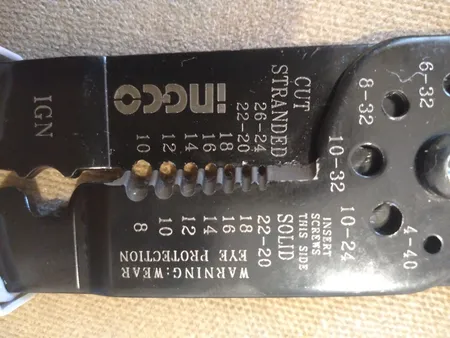 IGN
ingco
CUT
STRANDED
26-24
22-20
18
16
14
12
10
SOLID
22-20
18
16
14
12
10
8
WARNING:WEAR
EYE PROTECTION
INSERT
SCREWS
THIS SIDE
6-32
8-32
10-32
10-24
4-40